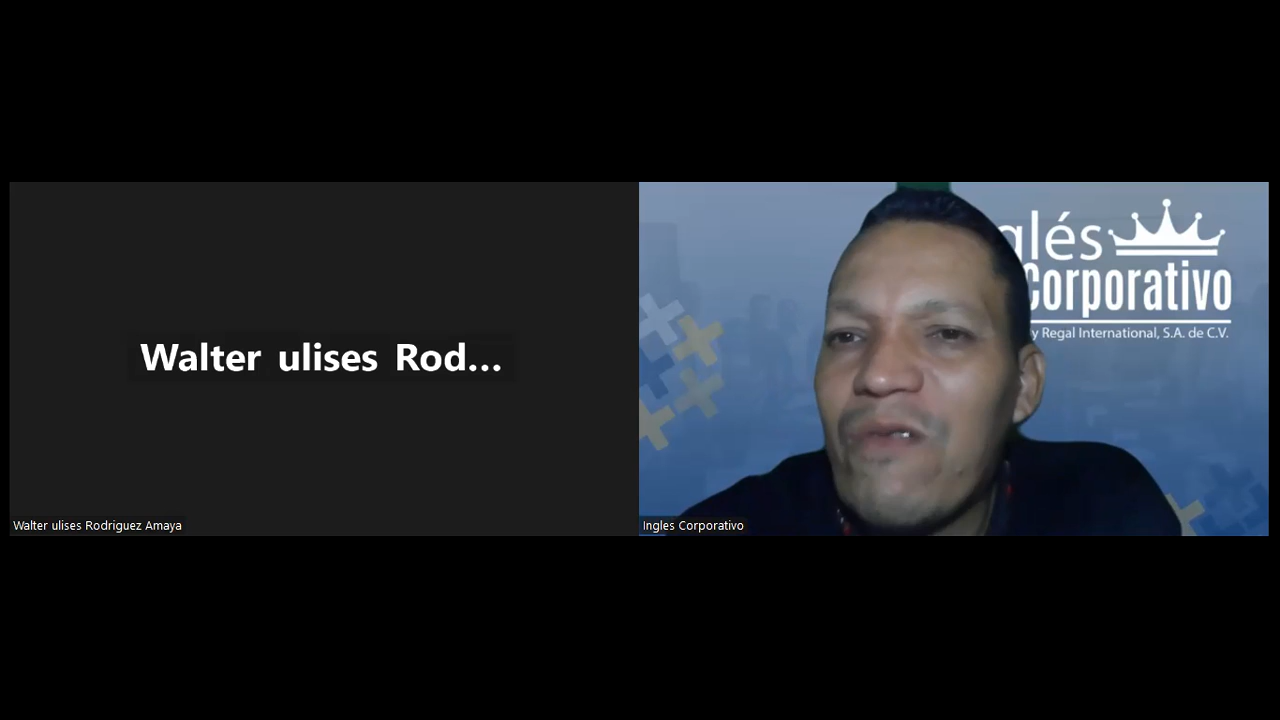 Walter ulises Rod...
Walter ulises Rodriguez Amaya
glés
Corporativo
y Regal International, S.A. de C.V.
Ingles Corporativo